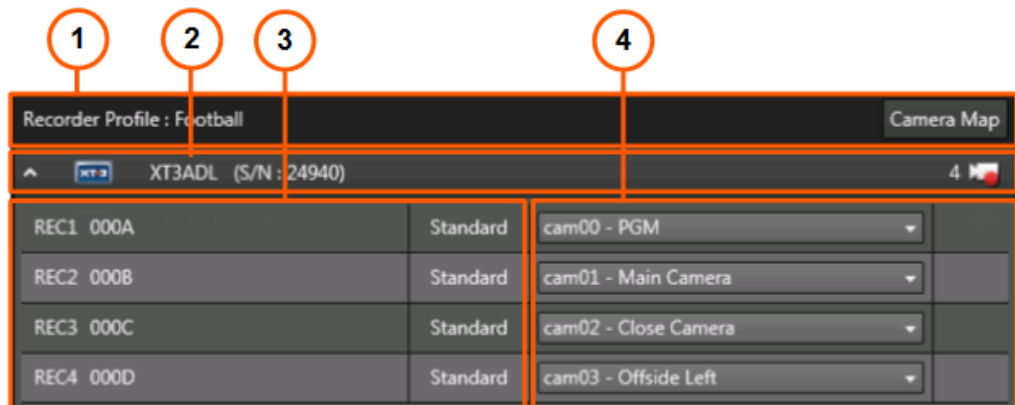 1 2 3 4
Recorder Profile : Football Camera Map
XT3 XT3ADL (S/N : 24940) 4
REC1 000A Standard cam00 - PGM
REC2 000B Standard cam01 - Main Camera
REC3 000C Standard cam02 - Close Camera
REC4 000D Standard cam03 - Offside Left